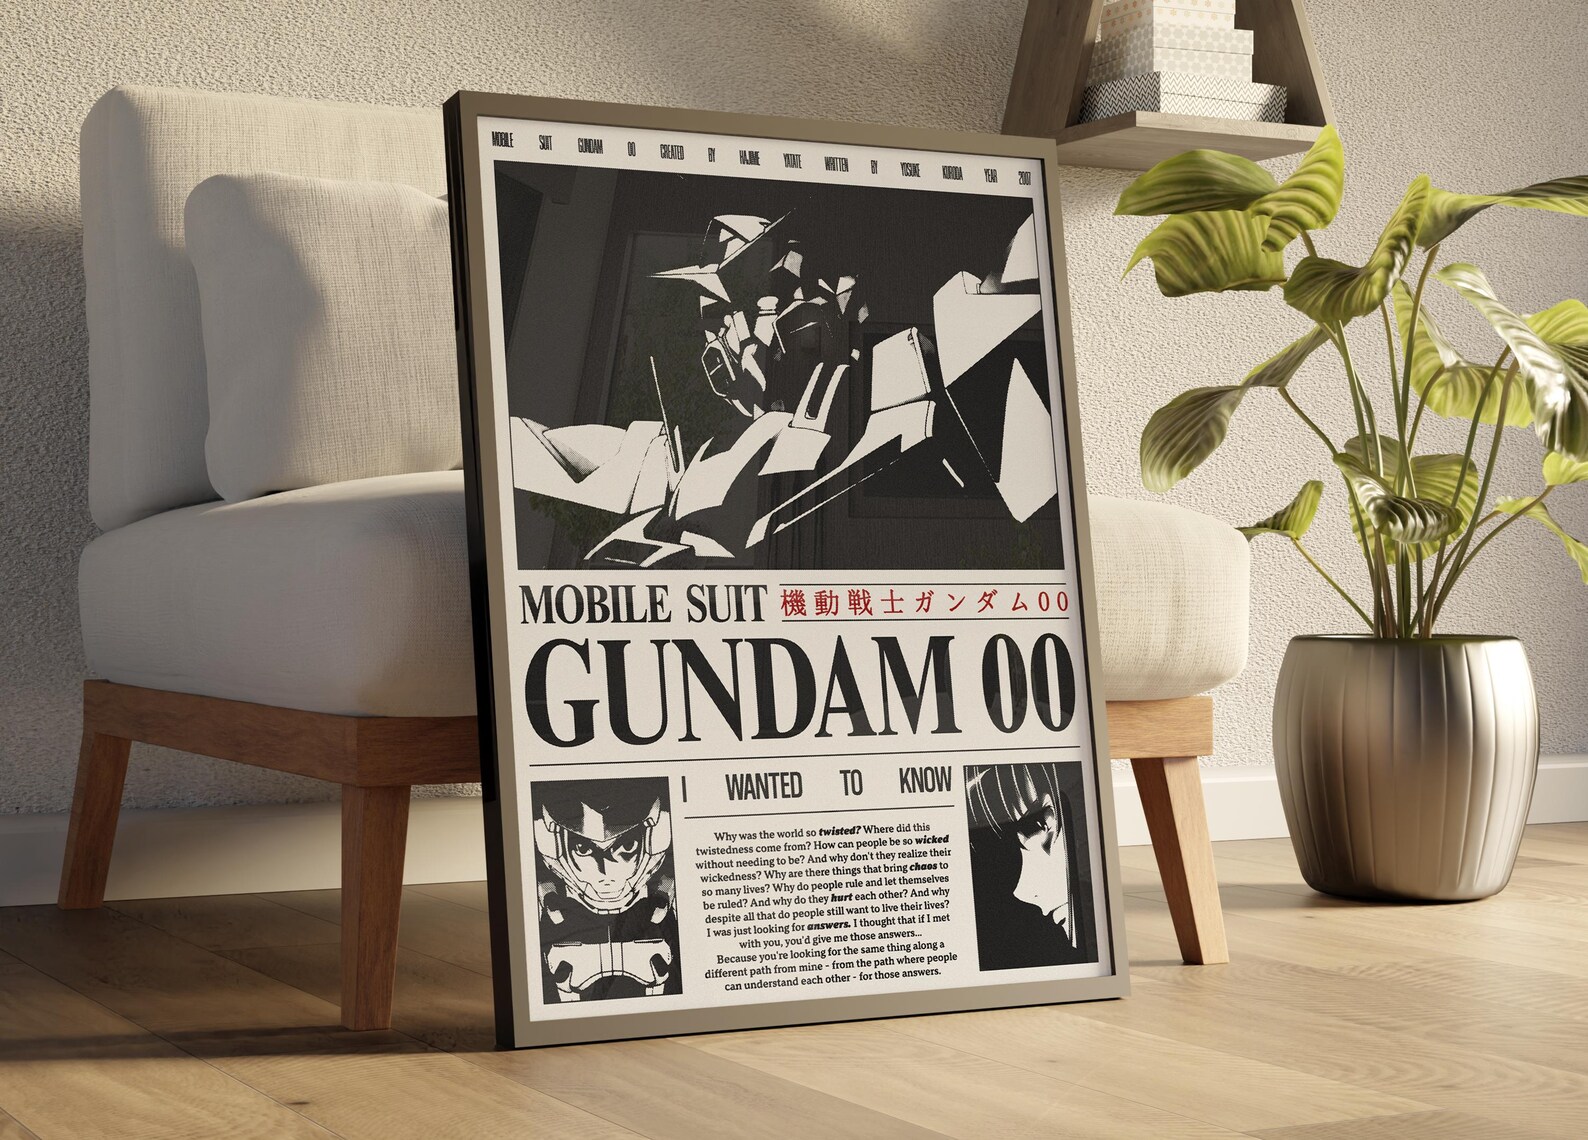 MOBILE SUIT GUNDAM 00 CREATED BY HAJIME YATATE WRITTEN BY YOSUKE KURODA YEAR 2007
MOBILE SUIT 機動戦士ガンダム00
GUNDAM 00
I WANTED TO KNOW
Why was the world so twisted? Where did this
twistedness come from? How can people be so wicked
without needing to be? And why don't they realize their
wickedness? Why are there things that bring chaos to
so many lives? Why do people rule and let themselves
be ruled? And why do they hurt each other? And why
despite all that do people still want to live their lives?
I was just looking for answers. I thought that if I met
with you, you'd give me those answers...
Because you're looking for the same thing along a
different path from mine - from the path where people
can understand each other - for those answers.